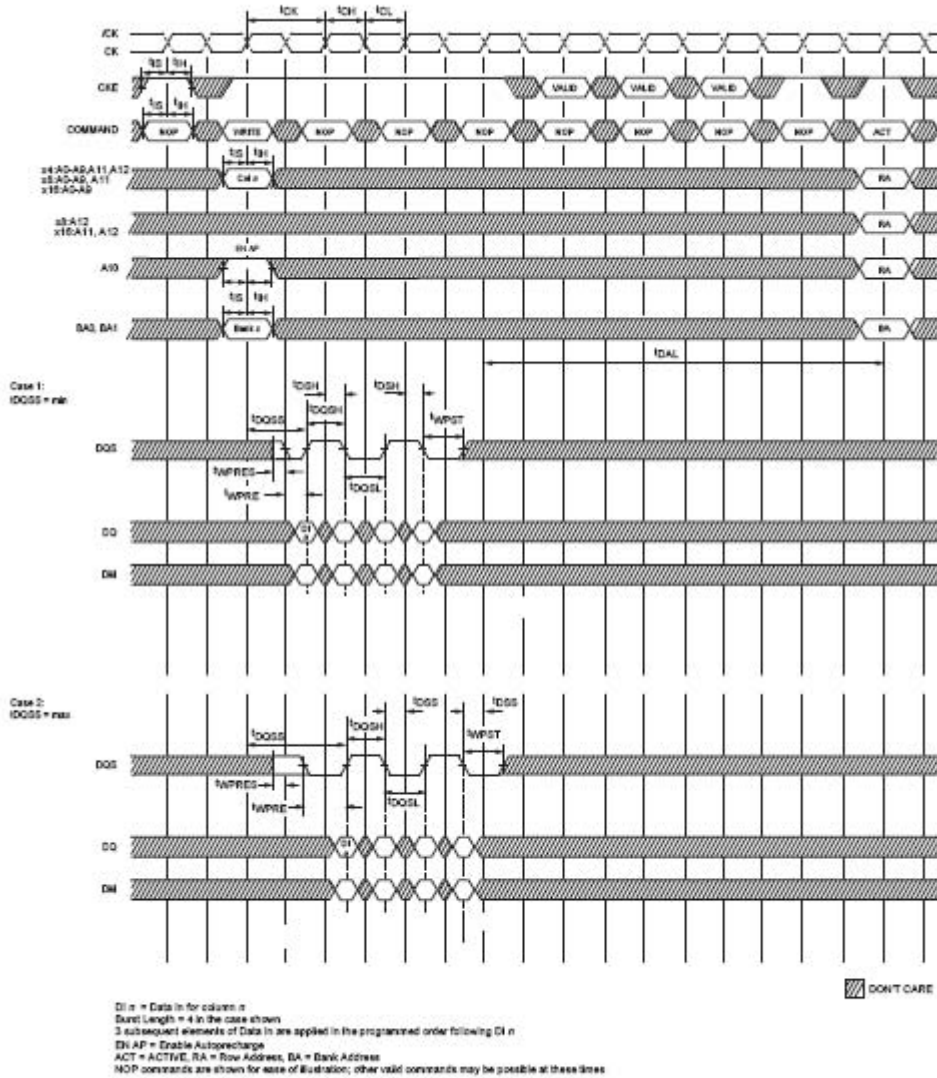 tCK tCH tCL
/CK
CK
tIS tIH
CKE VALID VALID VALID
tIS tIH
COMMAND NOP WRITE NOP NOP NOP NOP NOP NOP NOP ACT
tIS tIH
x4:A0-A9,A11,A12
x8:A0-A9, A11
x16:A0-A9
Col n RA
x8:A12
x16:A11, A12
RA
EN AP
A10 RA
tIS tIH
BA0, BA1 Bank x BA
tDAL
Case 1:
tDQSS = min
tDSH tDSH
tDQSS tDQSH tWPST
DQS
tWPRES tDQSL
tWPRE
DQ DI n
DM
Case 2:
tDQSS = max
tDSS tDSS
tDQSS tDQSH tWPST
DQS
tWPRES tDQSL
tWPRE
DQ DI n
DM
DON'T CARE
DI n = Data In for column n
Burst Length = 4 in the case shown
3 subsequent elements of Data In are applied in the programmed order following DI n
EN AP = Enable Autoprecharge
ACT = ACTIVE, RA = Row Address, BA = Bank Address
NOP commands are shown for ease of illustration; other valid commands may be possible at these times